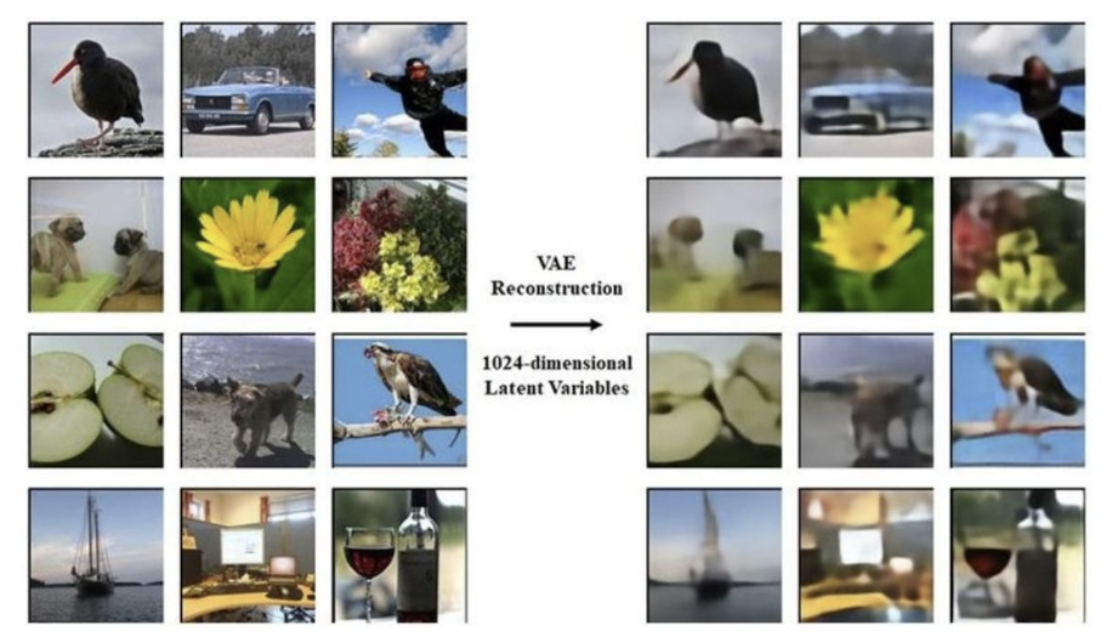 VAE
Reconstruction
1024-dimensional
Latent Variables